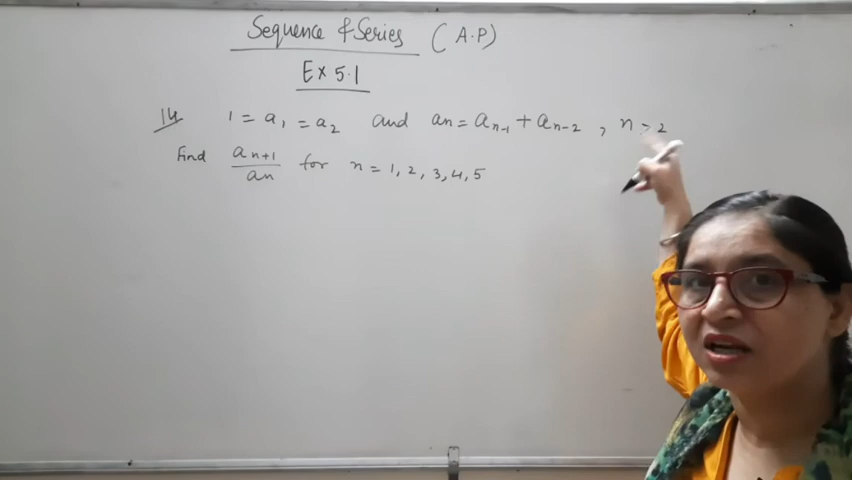 Sequence & Series (A.P)
Ex 5.1
14 1 = a₁ = a₂ and an = aₙ₋₁ + aₙ₋₂ , n > 2
Find aₙ₊₁/an for n = 1, 2, 3, 4, 5